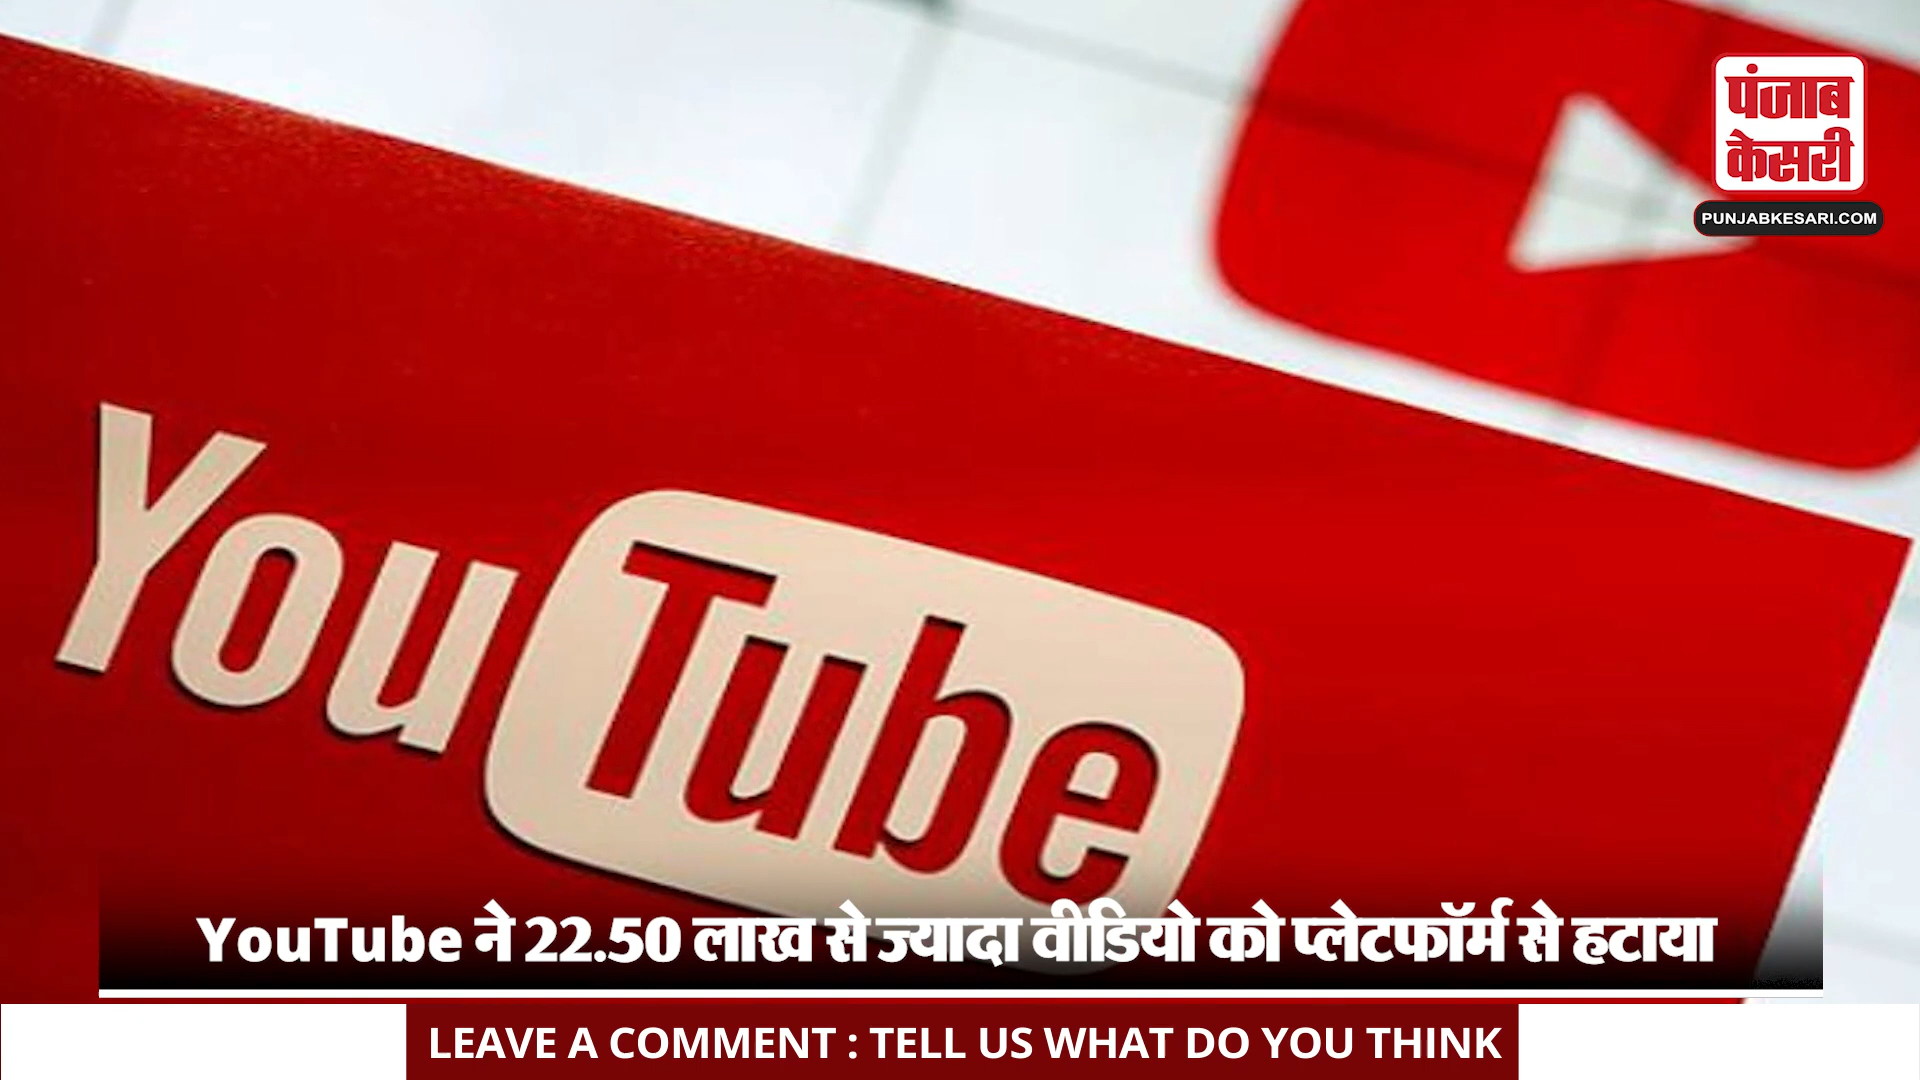 पंजाब
केसरी
PUNJABKESARI.COM
YouTube
YouTube ने 22.50 लाख से ज्यादा वीडियो को प्लेटफॉर्म से हटाया
LEAVE A COMMENT : TELL US WHAT DO YOU THINK